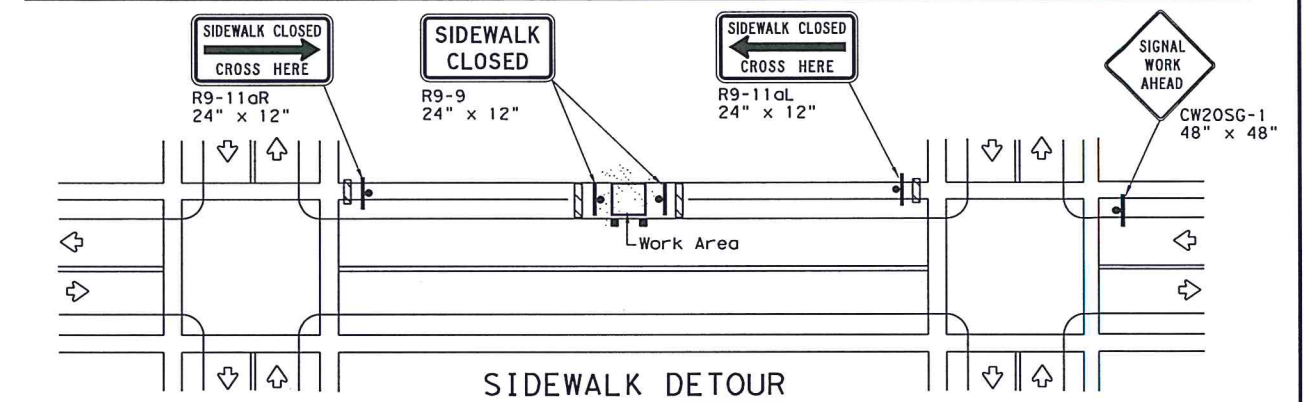 SIDEWALK CLOSED
CROSS HERE
R9-11aR
24" x 12"
SIDEWALK
CLOSED
R9-9
24" x 12"
SIDEWALK CLOSED
CROSS HERE
R9-11aL
24" x 12"
SIGNAL
WORK
AHEAD
CW20SG-1
48" x 48"
Work Area
SIDEWALK DETOUR